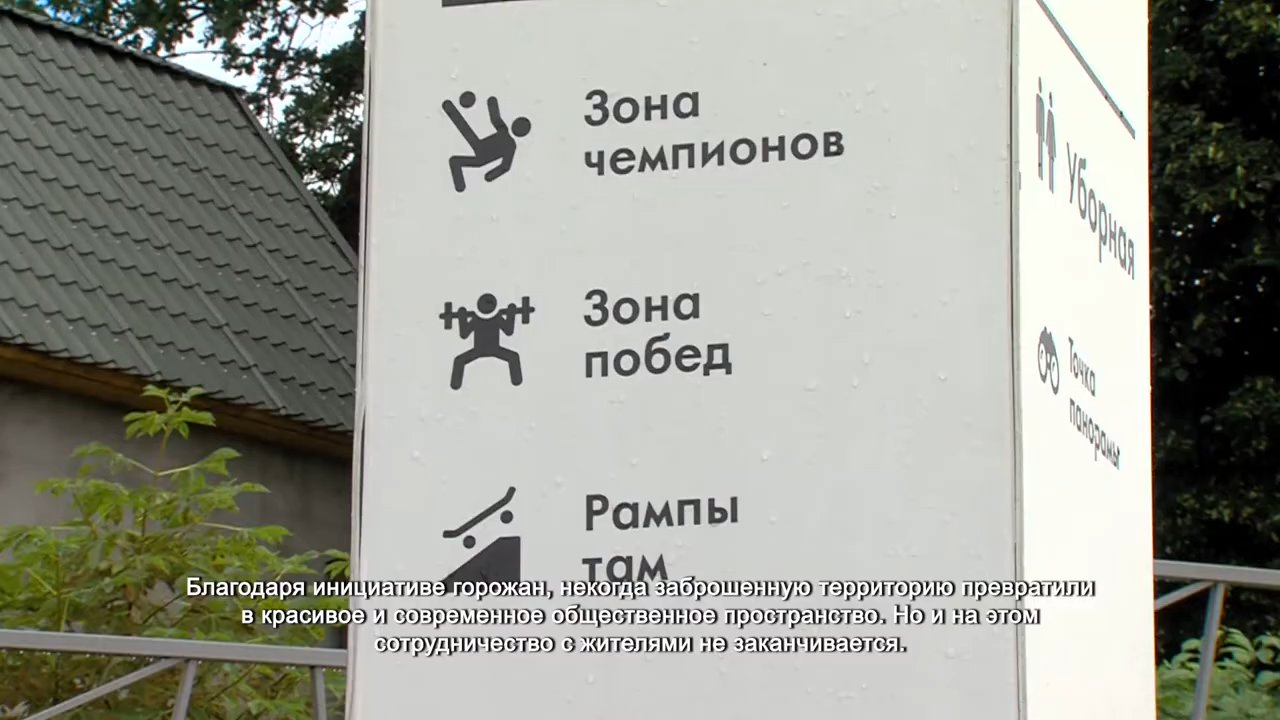 Зона
чемпионов
Зона
побед
Рампы
там
Уборная
Точка
панорамы
Благодаря инициативе горожан, некогда заброшенную территорию превратили
в красивое и современное общественное пространство. Но и на этом
сотрудничество с жителями не заканчивается.